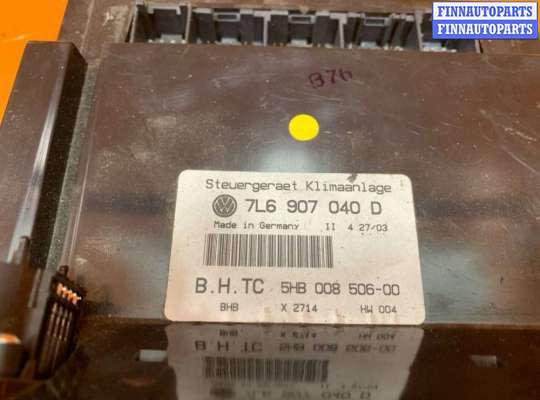 FINNAUTOPARTS
FINNAUTOPARTS
B76
Steuergeraet Klimaanlage
7L6 907 040 D
Made in Germany II 4 27/03
B.H.TC 5HB 008 506-00
BHB X 2714 HW 004